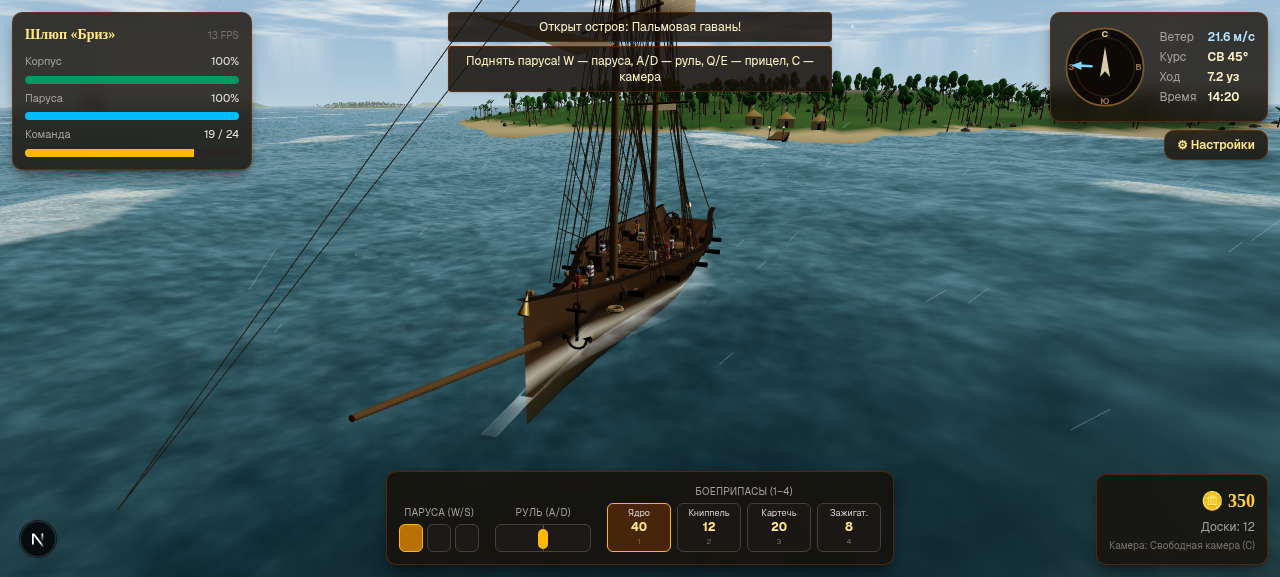 Шлюп «Бриз»
13 FPS
Корпус 100%
Паруса 100%
Команда 19 / 24
Открыт остров: Пальмовая гавань!
Поднять паруса! W — паруса, A/D — руль, Q/E — прицел, C —
камера
С
З
В
Ю
Ветер 21.6 м/с
Курс СВ 45°
Ход 7.2 уз
Время 14:20
⚙ Настройки
БОЕПРИПАСЫ (1–4)
ПАРУСА (W/S)
РУЛЬ (A/D)
Ядро
40
1
Книппель
12
2
Картечь
20
3
Зажигат.
8
4
350
Доски: 12
Камера: Свободная камера (C)
N